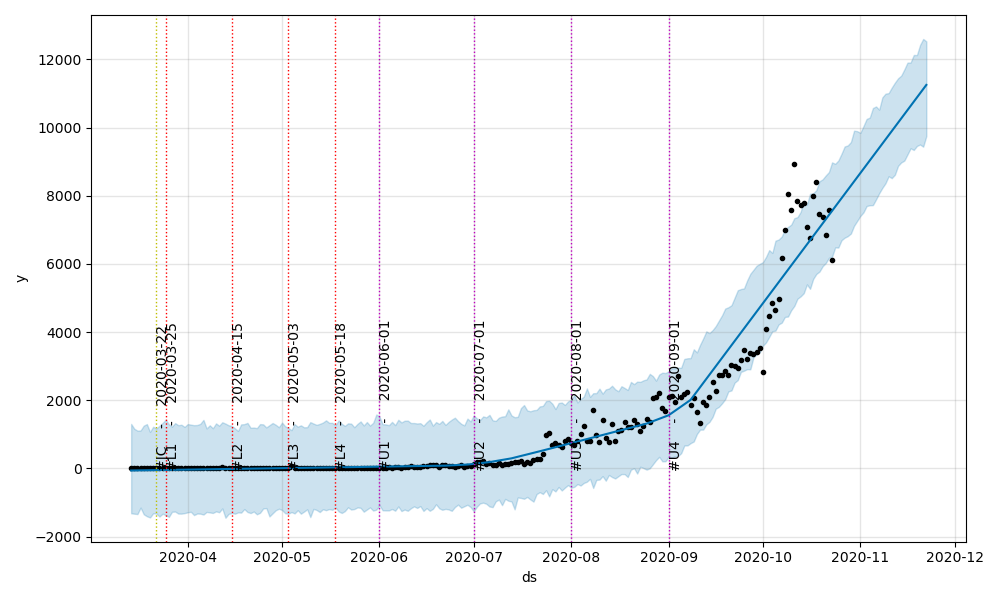 12000
10000
8000
6000
4000
2000
0
−2000
y
#JC - 2020-03-22
#L1 - 2020-03-25
#L2 - 2020-04-15
#L3 - 2020-05-03
#L4 - 2020-05-18
#U1 - 2020-06-01
#U2 - 2020-07-01
#U3 - 2020-08-01
#U4 - 2020-09-01
2020-04
2020-05
2020-06
2020-07
2020-08
2020-09
2020-10
2020-11
2020-12
ds